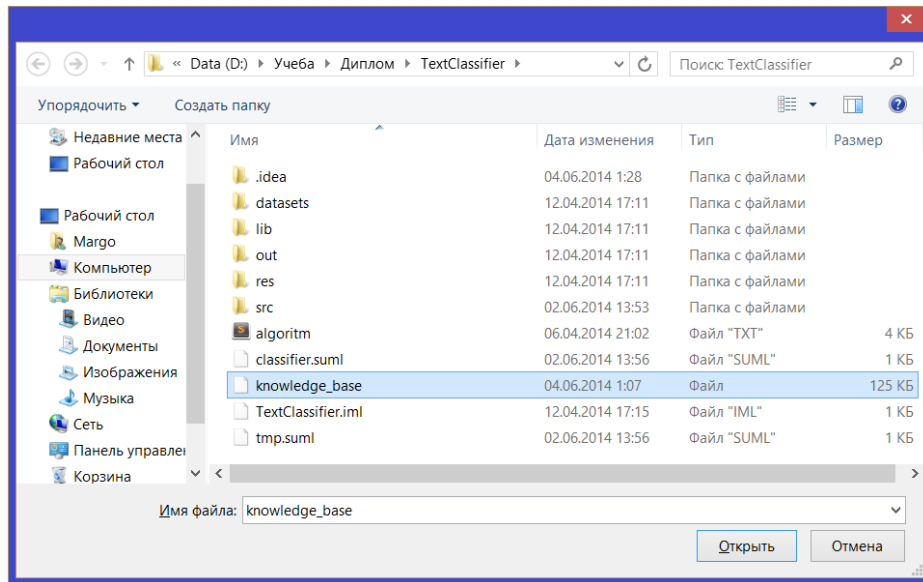 « Data (D:) Учеба Диплом TextClassifier Поиск: TextClassifier
Упорядочить Создать папку
Недавние места
Рабочий стол
Рабочий стол
Margo
Компьютер
Библиотеки
Видео
Документы
Изображения
Музыка
Сеть
Панель управлен
Корзина
Имя Дата изменения Тип Размер
.idea 04.06.2014 1:28 Папка с файлами
datasets 12.04.2014 17:11 Папка с файлами
lib 12.04.2014 17:11 Папка с файлами
out 12.04.2014 17:11 Папка с файлами
res 12.04.2014 17:11 Папка с файлами
src 02.06.2014 13:53 Папка с файлами
algoritm 06.04.2014 21:02 Файл "TXT" 4 КБ
classifier.suml 02.06.2014 13:56 Файл "SUML" 1 КБ
knowledge_base 04.06.2014 1:07 Файл 125 КБ
TextClassifier.iml 12.04.2014 17:15 Файл "IML" 1 КБ
tmp.suml 02.06.2014 13:56 Файл "SUML" 1 КБ
Имя файла: knowledge_base
Открыть Отмена